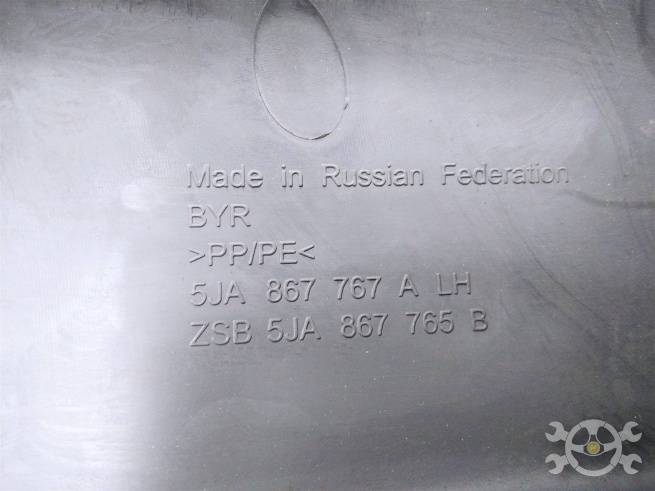 Made in Russian Federation
BYR
>PP/PE<
5JA 867 767 A LH
ZSB 5JA 867 765 B